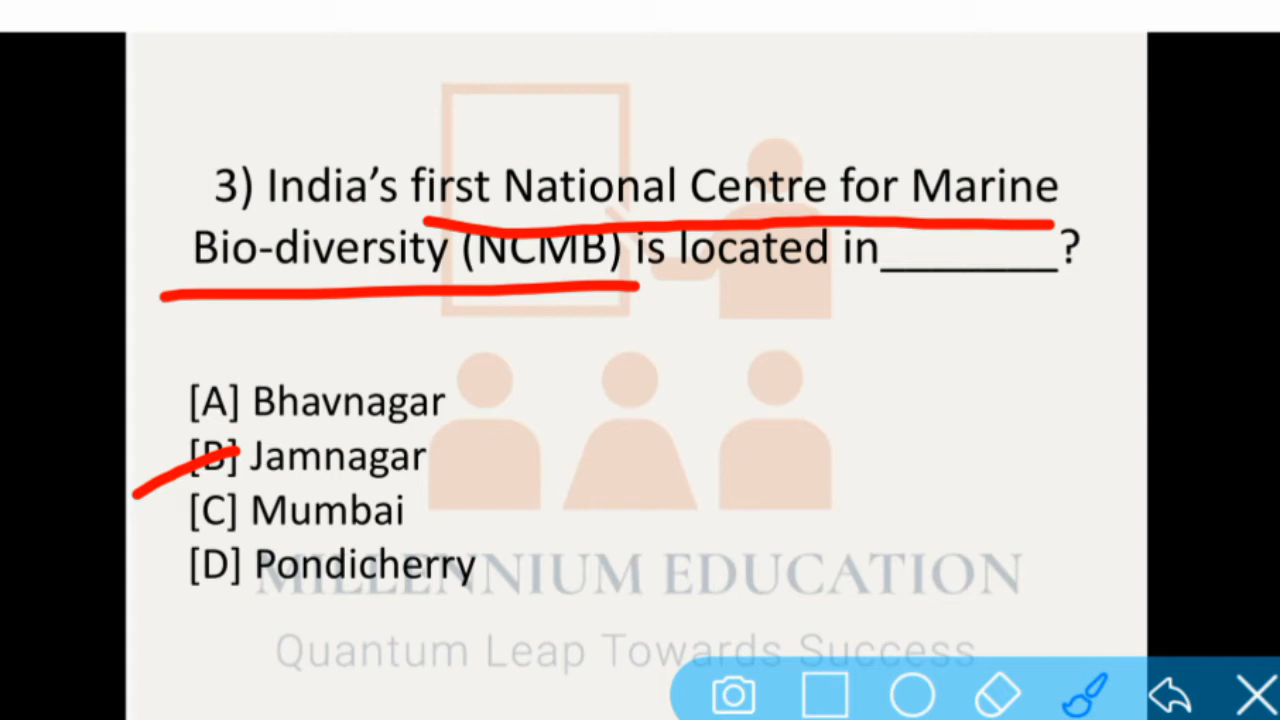 3) India’s first National Centre for Marine
Bio-diversity (NCMB) is located in_______?
[A] Bhavnagar
[B] Jamnagar
[C] Mumbai
[D] Pondicherry
MILLENNIUM EDUCATION
Quantum Leap Towards Success